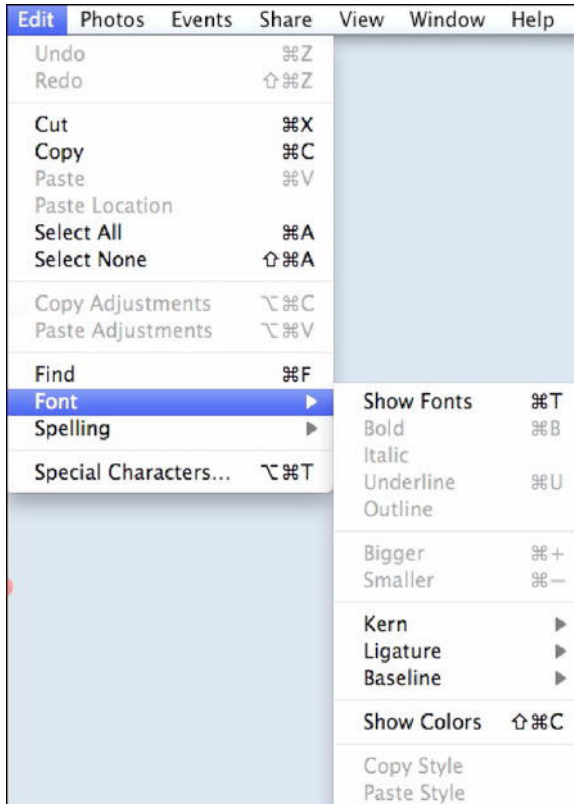 Edit Photos Events Share View Window Help
Undo ⌘Z
Redo ⇧⌘Z
Cut ⌘X
Copy ⌘C
Paste ⌘V
Paste Location
Select All ⌘A
Select None ⇧⌘A
Copy Adjustments ⌥⌘C
Paste Adjustments ⌥⌘V
Find ⌘F
Font ▶
Spelling ▶
Special Characters... ⌥⌘T
Show Fonts ⌘T
Bold ⌘B
Italic
Underline ⌘U
Outline
Bigger ⌘+
Smaller ⌘−
Kern ▶
Ligature ▶
Baseline ▶
Show Colors ⇧⌘C
Copy Style
Paste Style